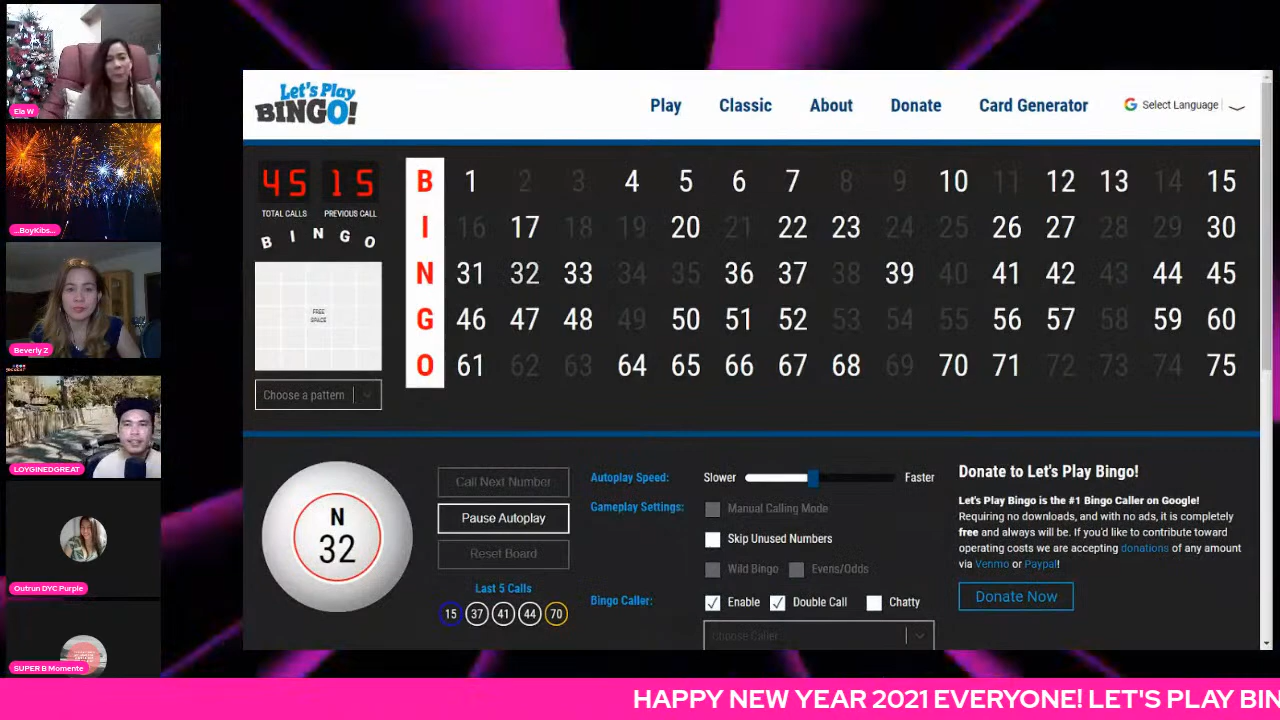 Ela W
...BoyKibs...
Beverly Z
LOYGINEDGREAT
Outrun DYC Purple
SUPER B Momente
Let's Play
BINGO!
Play Classic About Donate Card Generator
Select Language
45 15
TOTAL CALLS PREVIOUS CALL
B I N G O
FREE
SPACE
Choose a pattern
B 1 2 3 4 5 6 7 8 9 10 11 12 13 14 15
I 16 17 18 19 20 21 22 23 24 25 26 27 28 29 30
N 31 32 33 34 35 36 37 38 39 40 41 42 43 44 45
G 46 47 48 49 50 51 52 53 54 55 56 57 58 59 60
O 61 62 63 64 65 66 67 68 69 70 71 72 73 74 75
N
32
Call Next Number
Pause Autoplay
Reset Board
Last 5 Calls
15 37 41 44 70
Autoplay Speed: Slower Faster
Gameplay Settings: Manual Calling Mode
Skip Unused Numbers
Wild Bingo Evens/Odds
Bingo Caller: Enable Double Call Chatty
Choose Caller
Donate to Let's Play Bingo!
Let's Play Bingo is the #1 Bingo Caller on Google!
Requiring no downloads, and with no ads, it is completely
free and always will be. If you'd like to contribute toward
operating costs we are accepting donations of any amount
via Venmo or Paypal!
Donate Now
HAPPY NEW YEAR 2021 EVERYONE! LET'S PLAY BIN